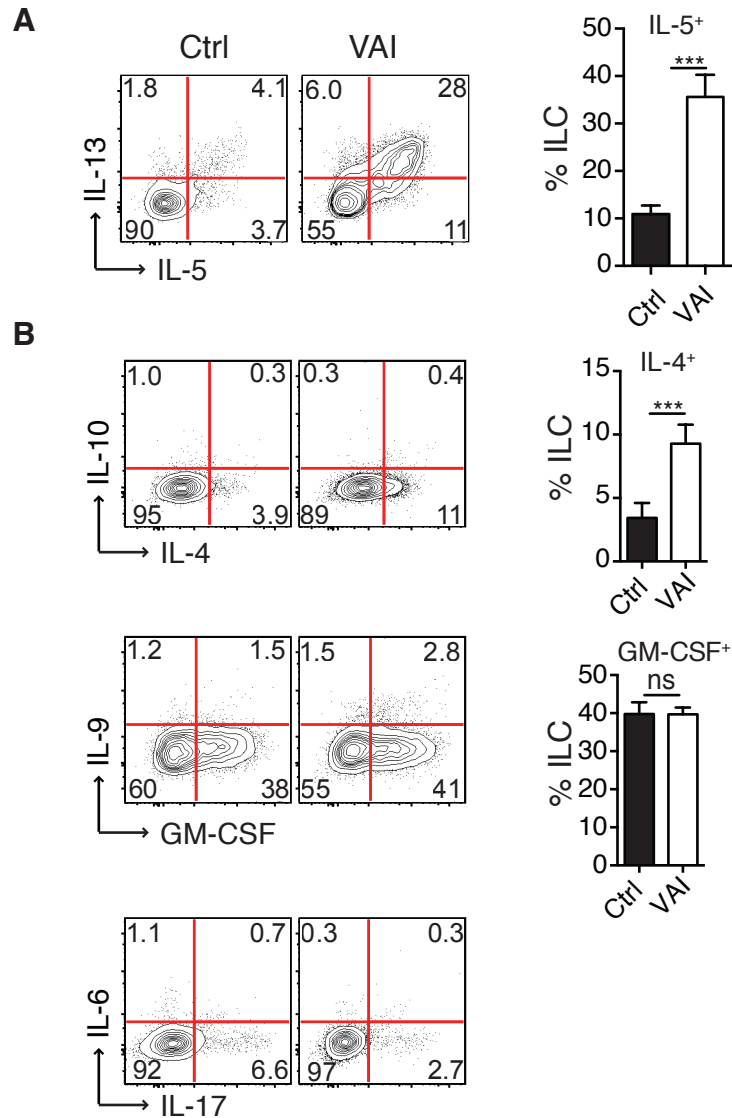 A
Ctrl VAI
1.8 4.1 6.0 28
90 3.7 55 11
IL-13
IL-5
IL-5+
***
% ILC
50
40
30
20
10
0
Ctrl VAI
B
1.0 0.3 0.3 0.4
95 3.9 89 11
IL-10
IL-4
IL-4+
***
% ILC
15
10
5
0
Ctrl VAI
1.2 1.5 1.5 2.8
60 38 55 41
IL-9
GM-CSF
GM-CSF+
ns
% ILC
50
40
30
20
10
0
Ctrl VAI
1.1 0.7 0.3 0.3
92 6.6 97 2.7
IL-6
IL-17